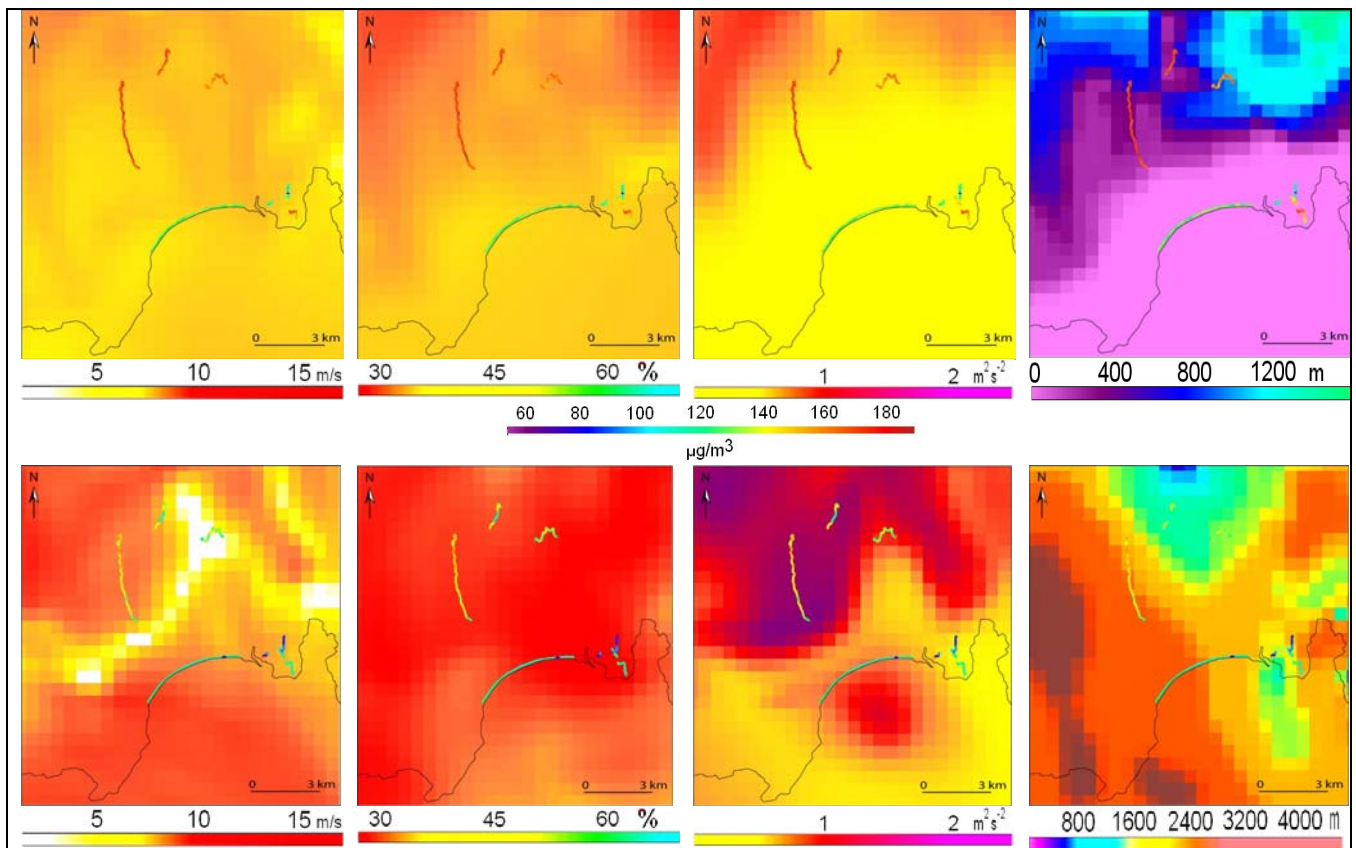 N N N N
0 3 km 0 3 km 0 3 km 0 3 km
5 10 15 m/s 30 45 60 % 1 2 m²s⁻² 0 400 800 1200 m
60 80 100 120 140 160 180
µg/m³
N N N N
0 3 km 0 3 km 0 3 km 0 3 km
5 10 15 m/s 30 45 60 % 1 2 m²s⁻² 800 1600 2400 3200 4000 m